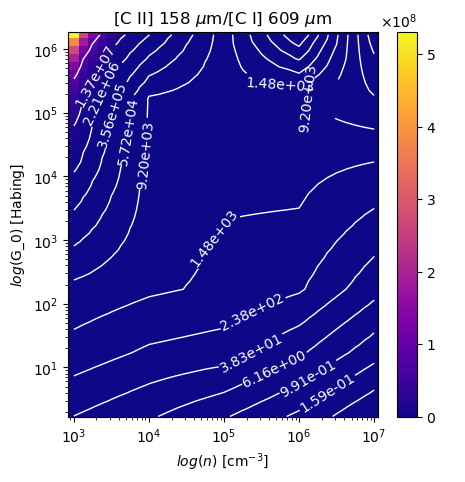 [C II] 158 μm/[C I] 609 μm
×10⁸
10⁶
10⁵
10⁴
10³
10²
10¹
log(G_0) [Habing]
1.37e+07
2.21e+06
3.56e+05
5.72e+04
9.20e+03
1.48e+0
9.20e+03
1.48e+03
2.38e+02
3.83e+01
6.16e+00
9.91e-01
1.59e-01
5
4
3
2
1
0
10³
10⁴
10⁵
10⁶
10⁷
log(n) [cm⁻³]